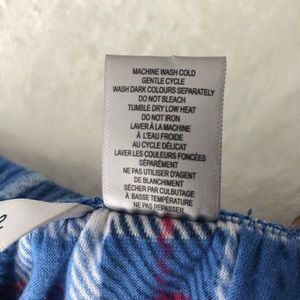 MACHINE WASH COLD
GENTLE CYCLE
WASH DARK COLOURS SEPARATELY
DO NOT BLEACH
TUMBLE DRY LOW HEAT
DO NOT IRON
LAVER À LA MACHINE
À L'EAU FROIDE
AU CYCLE DÉLICAT
LAVER LES COULEURS FONCÉES
SÉPARÉMENT
NE PAS UTILISER D'AGENT
DE BLANCHIMENT
SÉCHER PAR CULBUTAGE
À BASSE TEMPÉRATURE
NE PAS REPASSER